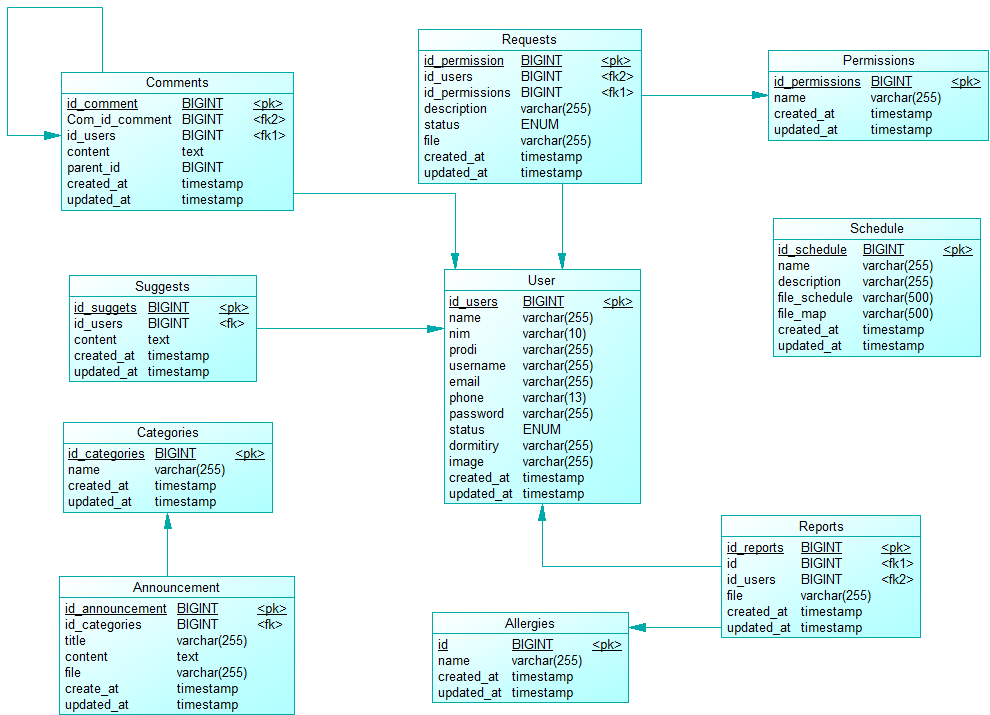 Comments
id_comment BIGINT <pk>
Com_id_comment BIGINT <fk2>
id_users BIGINT <fk1>
content text
parent_id BIGINT
created_at timestamp
updated_at timestamp
Requests
id_permission BIGINT <pk>
id_users BIGINT <fk2>
id_permissions BIGINT <fk1>
description varchar(255)
status ENUM
file varchar(255)
created_at timestamp
updated_at timestamp
Permissions
id_permissions BIGINT <pk>
name varchar(255)
created_at timestamp
updated_at timestamp
Schedule
id_schedule BIGINT <pk>
name varchar(255)
description varchar(255)
file_schedule varchar(500)
file_map varchar(500)
created_at timestamp
updated_at timestamp
Suggests
id_suggets BIGINT <pk>
id_users BIGINT <fk>
content text
created_at timestamp
updated_at timestamp
User
id_users BIGINT <pk>
name varchar(255)
nim varchar(10)
prodi varchar(255)
username varchar(255)
email varchar(255)
phone varchar(13)
password varchar(255)
status ENUM
dormitiry varchar(255)
image varchar(255)
created_at timestamp
updated_at timestamp
Categories
id_categories BIGINT <pk>
name varchar(255)
created_at timestamp
updated_at timestamp
Reports
id_reports BIGINT <pk>
id BIGINT <fk1>
id_users BIGINT <fk2>
file varchar(255)
created_at timestamp
updated_at timestamp
Announcement
id_announcement BIGINT <pk>
id_categories BIGINT <fk>
title varchar(255)
content text
file varchar(255)
create_at timestamp
updated_at timestamp
Allergies
id BIGINT <pk>
name varchar(255)
created_at timestamp
updated_at timestamp